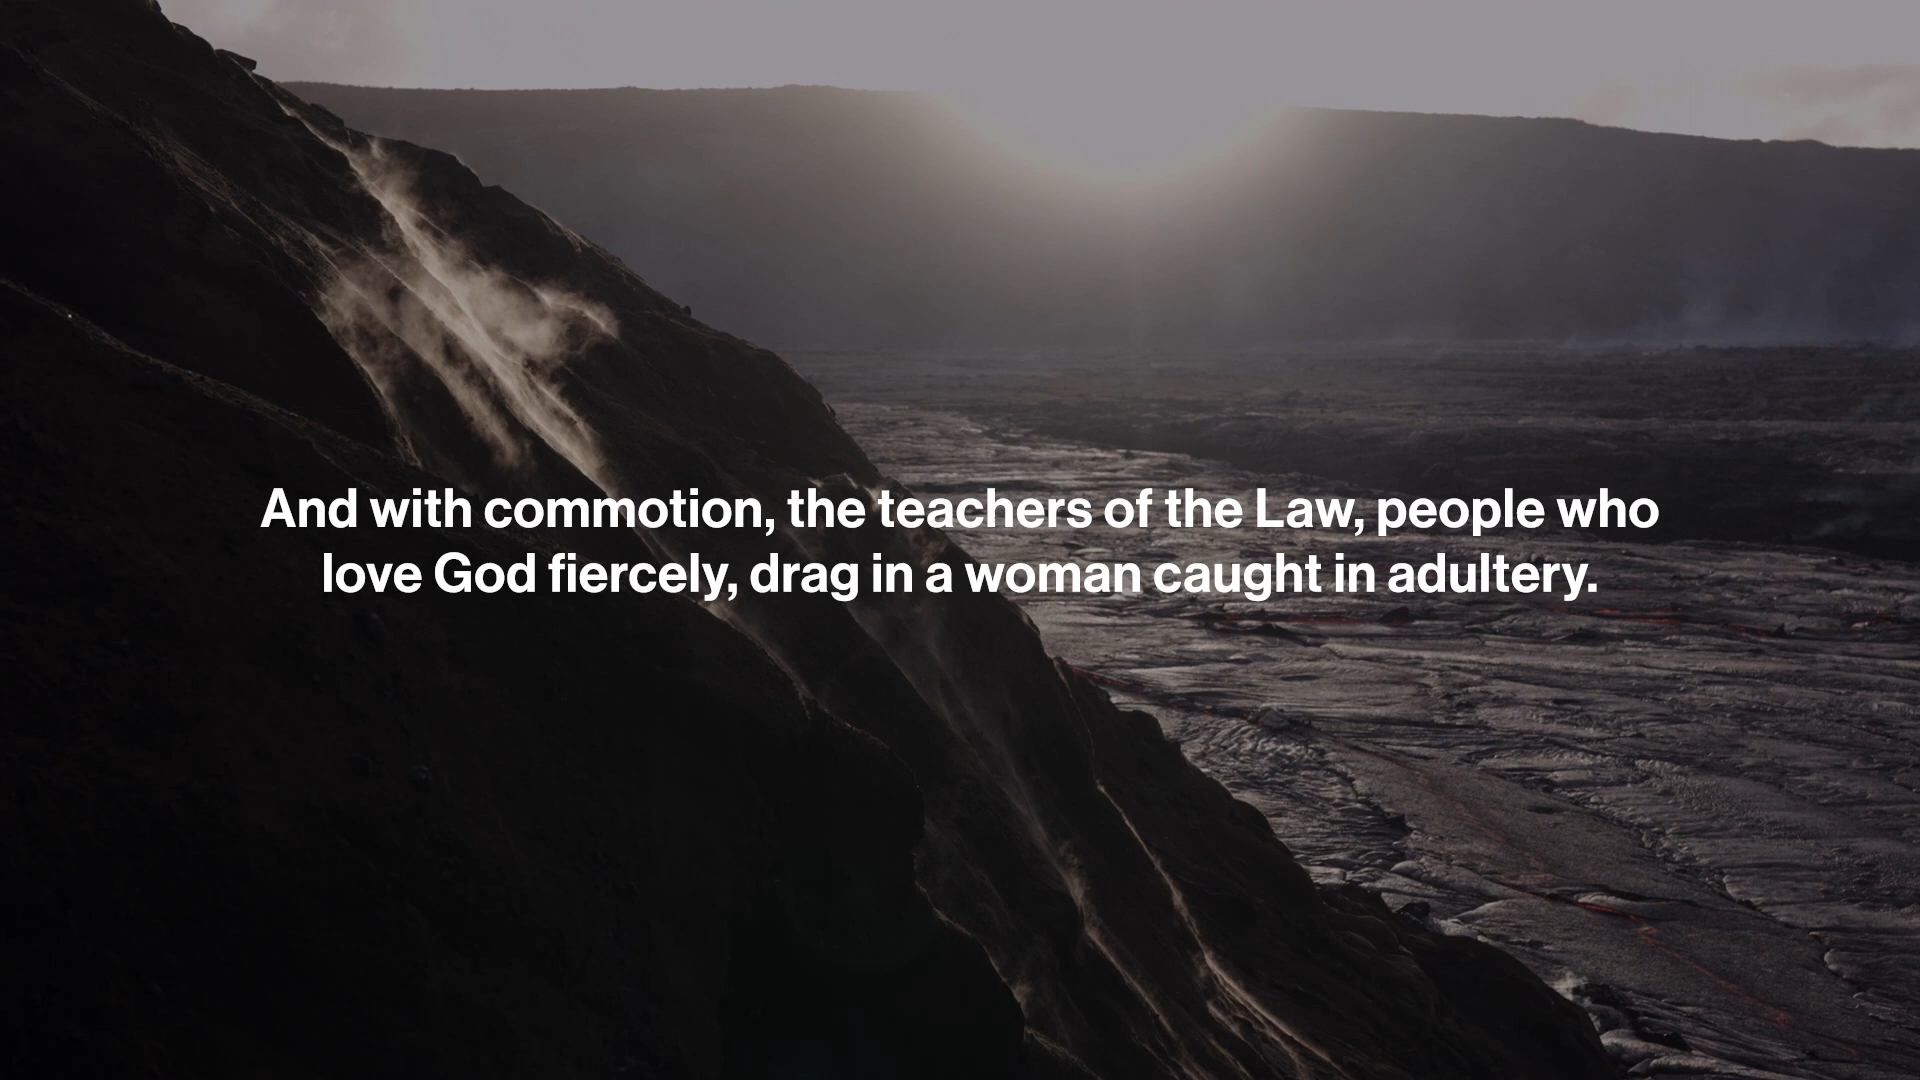 And with commotion, the teachers of the Law, people who
love God fiercely, drag in a woman caught in adultery.